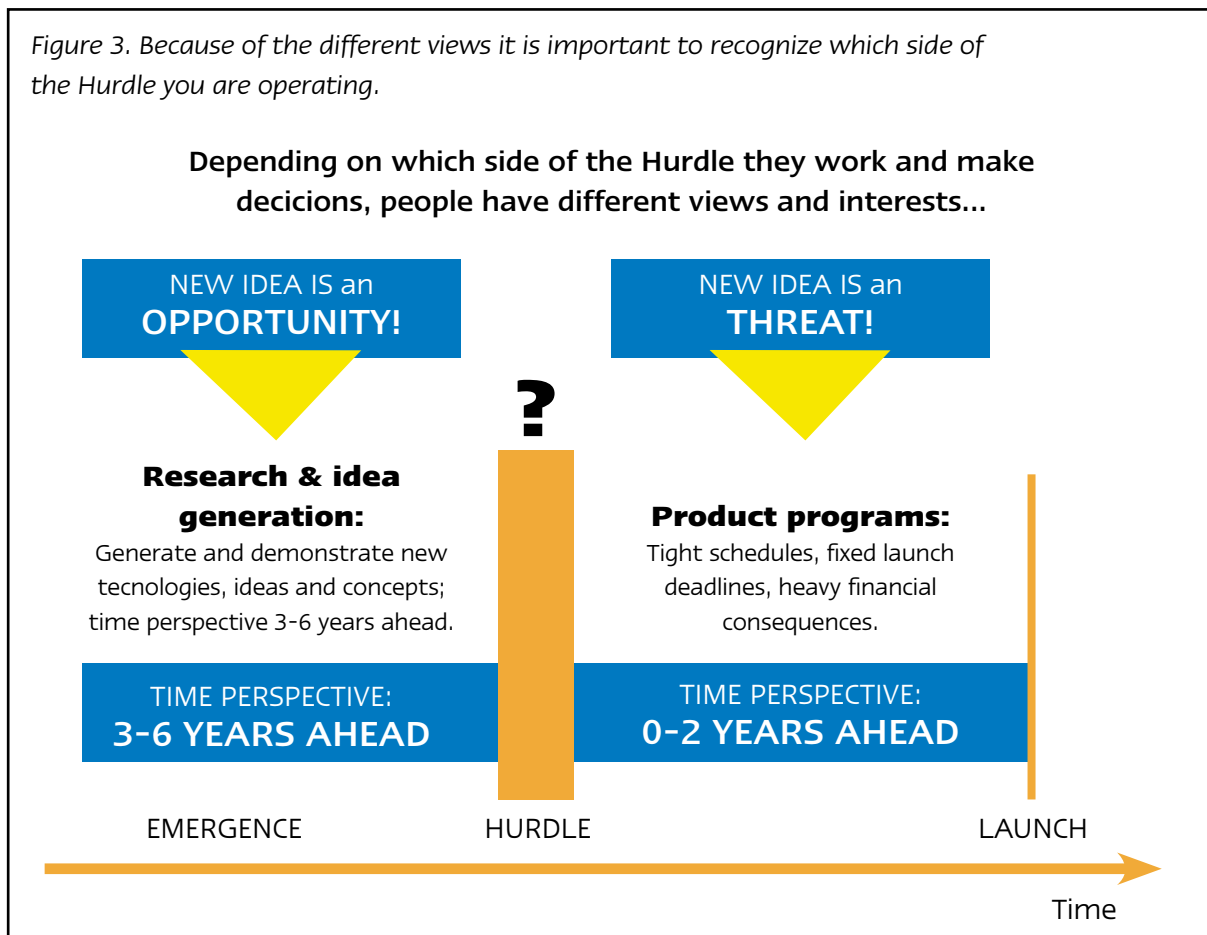 Figure 3. Because of the different views it is important to recognize which side of
the Hurdle you are operating.
Depending on which side of the Hurdle they work and make
decicions, people have different views and interests...
NEW IDEA IS an
OPPORTUNITY!
NEW IDEA IS an
THREAT!
?
Research & idea
generation:
Generate and demonstrate new
tecnologies, ideas and concepts;
time perspective 3-6 years ahead.
Product programs:
Tight schedules, fixed launch
deadlines, heavy financial
consequences.
TIME PERSPECTIVE:
3-6 YEARS AHEAD
TIME PERSPECTIVE:
0-2 YEARS AHEAD
EMERGENCE
HURDLE
LAUNCH
Time